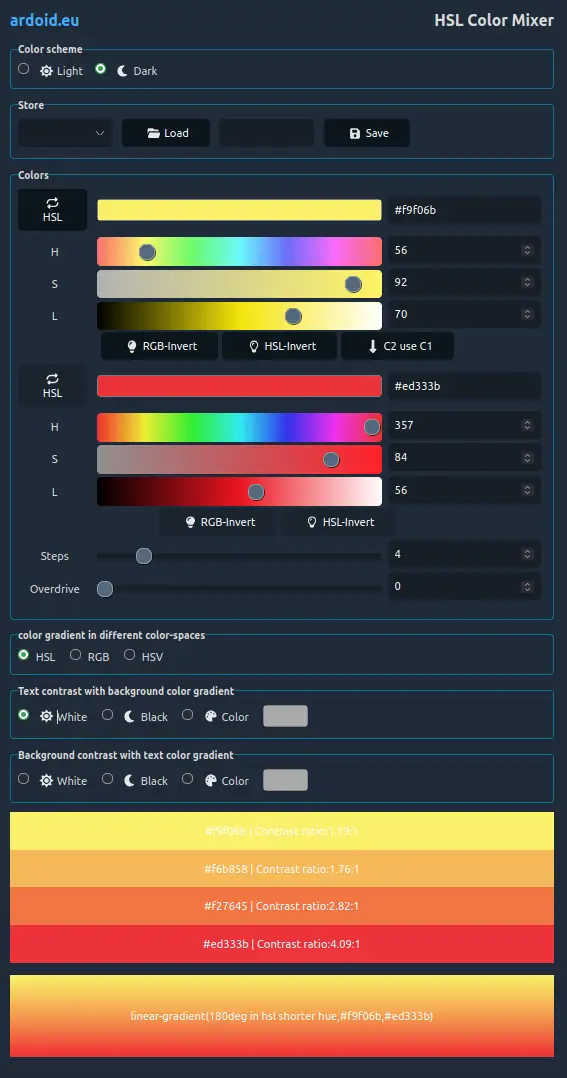 ardoid.eu HSL Color Mixer
Color scheme
Light Dark
Store
Load Save
Colors
HSL #f9f06b
H 56
S 92
L 70
RGB-Invert HSL-Invert C2 use C1
HSL #ed333b
H 357
S 84
L 56
RGB-Invert HSL-Invert
Steps 4
Overdrive 0
color gradient in different color-spaces
HSL RGB HSV
Text contrast with background color gradient
White Black Color
Background contrast with text color gradient
White Black Color
#f9f06b | Contrast ratio:1.19:1
#f6b858 | Contrast ratio:1.76:1
#f27645 | Contrast ratio:2.82:1
#ed333b | Contrast ratio:4.09:1
linear-gradient(180deg in hsl shorter hue,#f9f06b,#ed333b)